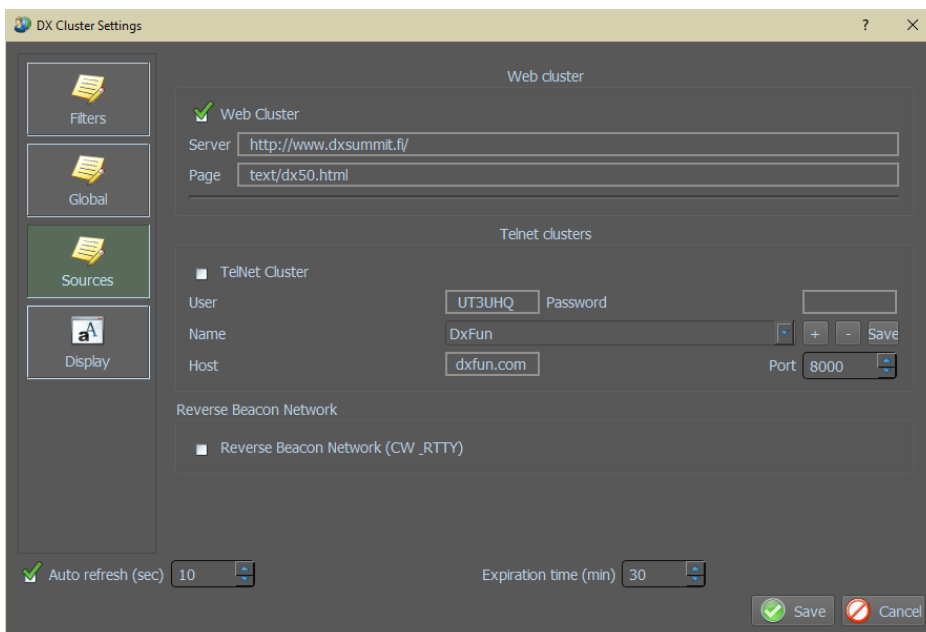 DX Cluster Settings ?
Filters
Global
Sources
aA
Display
Web cluster
Web Cluster
Server http://www.dxsummit.fi/
Page text/dx50.html
Telnet clusters
TelNet Cluster
User UT3UHQ Password
Name DxFun + - Save
Host dxfun.com Port 8000
Reverse Beacon Network
Reverse Beacon Network (CW _RTTY)
Auto refresh (sec) 10 Expiration time (min) 30
Save Cancel